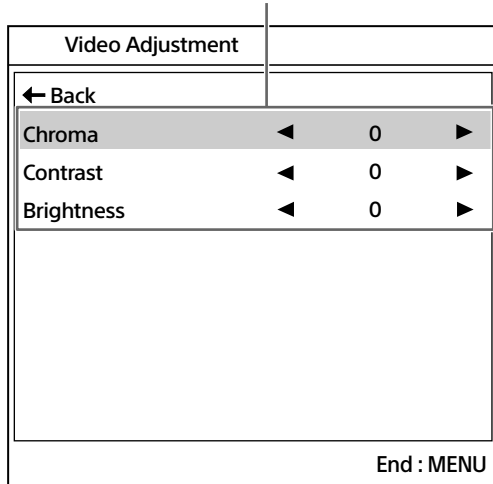 Video Adjustment
← Back
Chroma ◀ 0 ▶
Contrast ◀ 0 ▶
Brightness ◀ 0 ▶
End : MENU